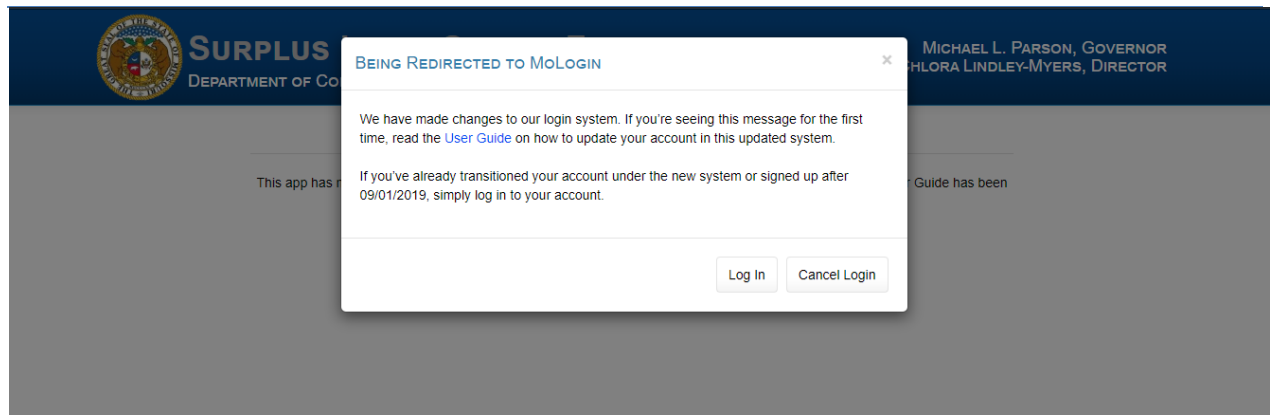 SURPLUS
DEPARTMENT OF CO
MICHAEL L. PARSON, GOVERNOR
CHLORA LINDLEY-MYERS, DIRECTOR
BEING REDIRECTED TO MOLOGIN
×
We have made changes to our login system. If you're seeing this message for the first
time, read the User Guide on how to update your account in this updated system.
If you've already transitioned your account under the new system or signed up after
09/01/2019, simply log in to your account.
This app has
Guide has been
Log In
Cancel Login